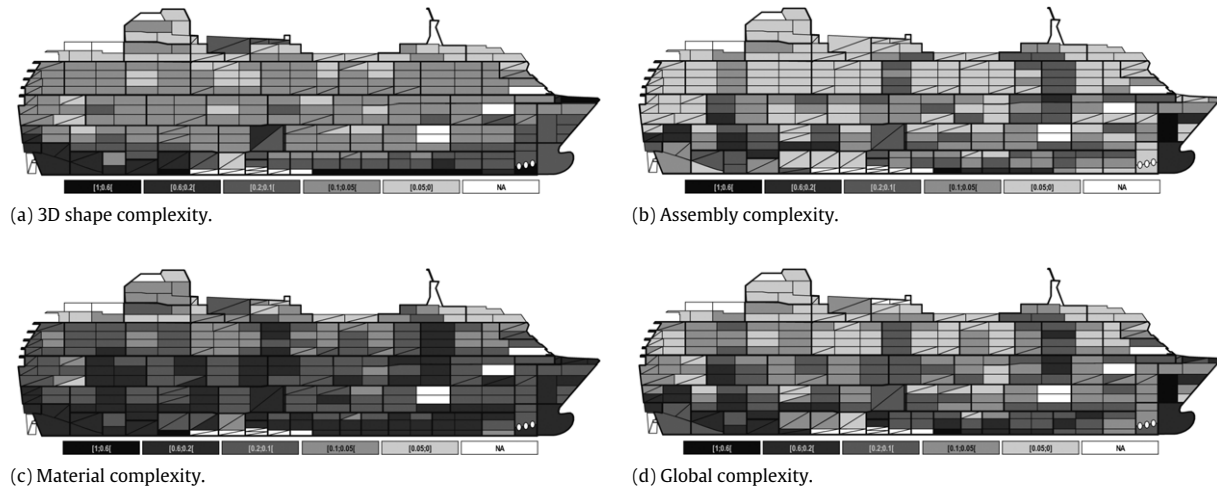 [1;0.6[ [0.6;0.2[ [0.2;0.1[ [0.1;0.05[ [0.05;0] NA
[1;0.6[ [0.6;0.2[ [0.2;0.1[ [0.1;0.05[ [0.05;0] NA
(a) 3D shape complexity.
(b) Assembly complexity.
[1;0.6[ [0.6;0.2[ [0.2;0.1[ [0.1;0.05[ [0.05;0[ NA
[1;0.6[ [0.6;0.2[ [0.2;0.1[ [0.1;0.05[ [0.05;0] NA
(c) Material complexity.
(d) Global complexity.